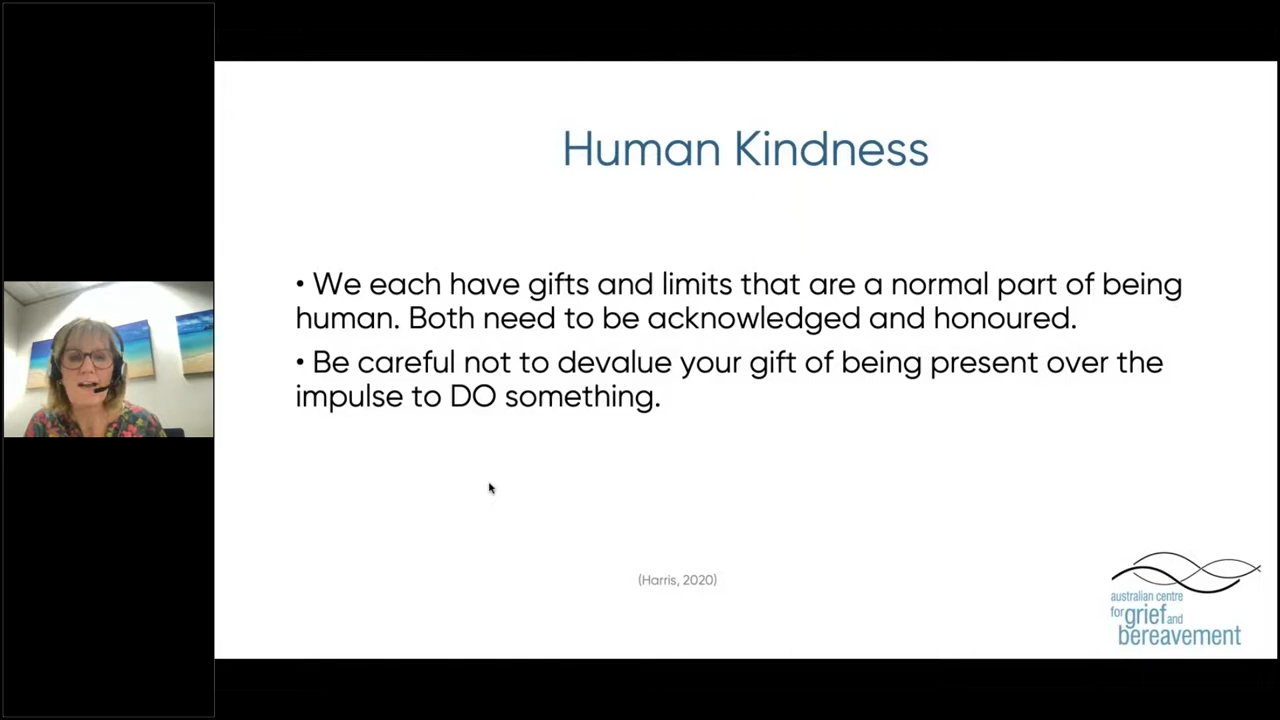 Human Kindness
• We each have gifts and limits that are a normal part of being
human. Both need to be acknowledged and honoured.
• Be careful not to devalue your gift of being present over the
impulse to DO something.
(Harris, 2020)
australian centre
for grief and
bereavement